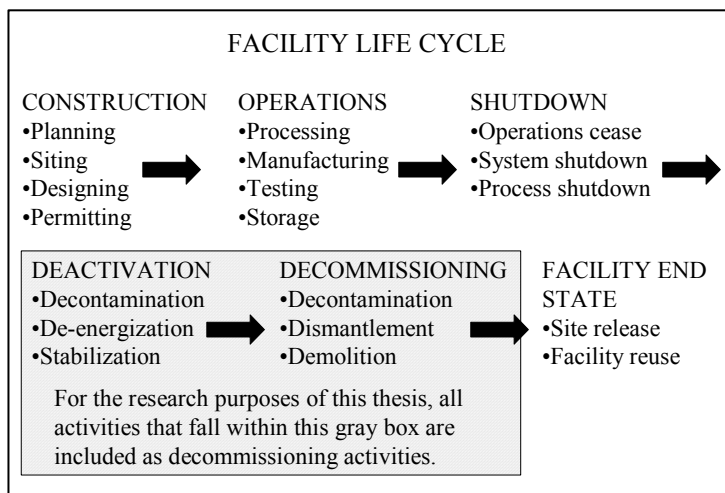 FACILITY LIFE CYCLE
CONSTRUCTION
•Planning
•Siting
•Designing
•Permitting
OPERATIONS
•Processing
•Manufacturing
•Testing
•Storage
SHUTDOWN
•Operations cease
•System shutdown
•Process shutdown
DEACTIVATION
•Decontamination
•De-energization
•Stabilization
DECOMMISSIONING
•Decontamination
•Dismantlement
•Demolition
For the research purposes of this thesis, all
activities that fall within this gray box are
included as decommissioning activities.
FACILITY END
STATE
•Site release
•Facility reuse